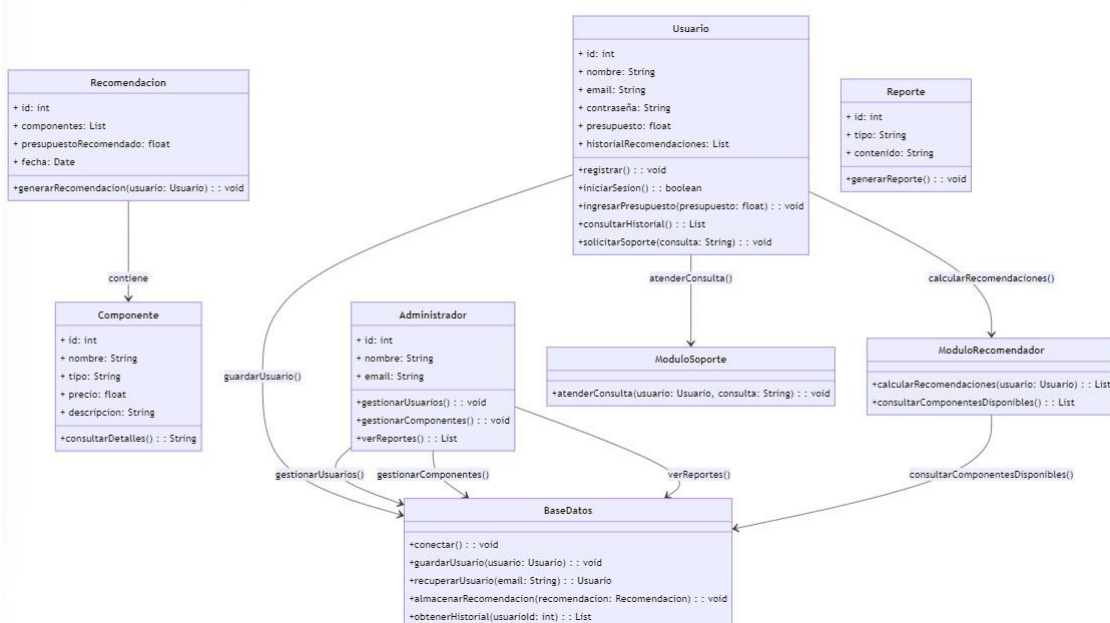 Usuario
+ id: int
+ nombre: String
+ email: String
+ contraseña: String
+ presupuesto: float
+ historialRecomendaciones: List
+registrar() : : void
+iniciarSesion() : : boolean
+ingresarPresupuesto(presupuesto: float) : : void
+consultarHistorial() : : List
+solicitarSoporte(consulta: String) : : void
Recomendacion
+ id: int
+ componentes: List
+ presupuestoRecomendado: float
+ fecha: Date
+generarRecomendacion(usuario: Usuario) : : void
Reporte
+ id: int
+ tipo: String
+ contenido: String
+generarReporte() : : void
contiene
atenderConsulta()
calcularRecomendaciones()
Componente
+ id: int
+ nombre: String
+ tipo: String
+ precio: float
+ descripcion: String
+consultarDetalles() : : String
guardarUsuario()
Administrador
+ id: int
+ nombre: String
+ email: String
+gestionarUsuarios() : : void
+gestionarComponentes() : : void
+verReportes() : : List
ModuloSoporte
+atenderConsulta(usuario: Usuario, consulta: String) : : void
ModuloRecomendador
+calcularRecomendaciones(usuario: Usuario) : : List
+consultarComponentesDisponibles() : : List
gestionarUsuarios()
gestionarComponentes()
verReportes()
consultarComponentesDisponibles()
BaseDatos
+conectar() : : void
+guardarUsuario(usuario: Usuario) : : void
+recuperarUsuario(email: String) : : Usuario
+almacenarRecomendacion(recomendacion: Recomendacion) : : void
+obtenerHistorial(usuarioId: int) : : List